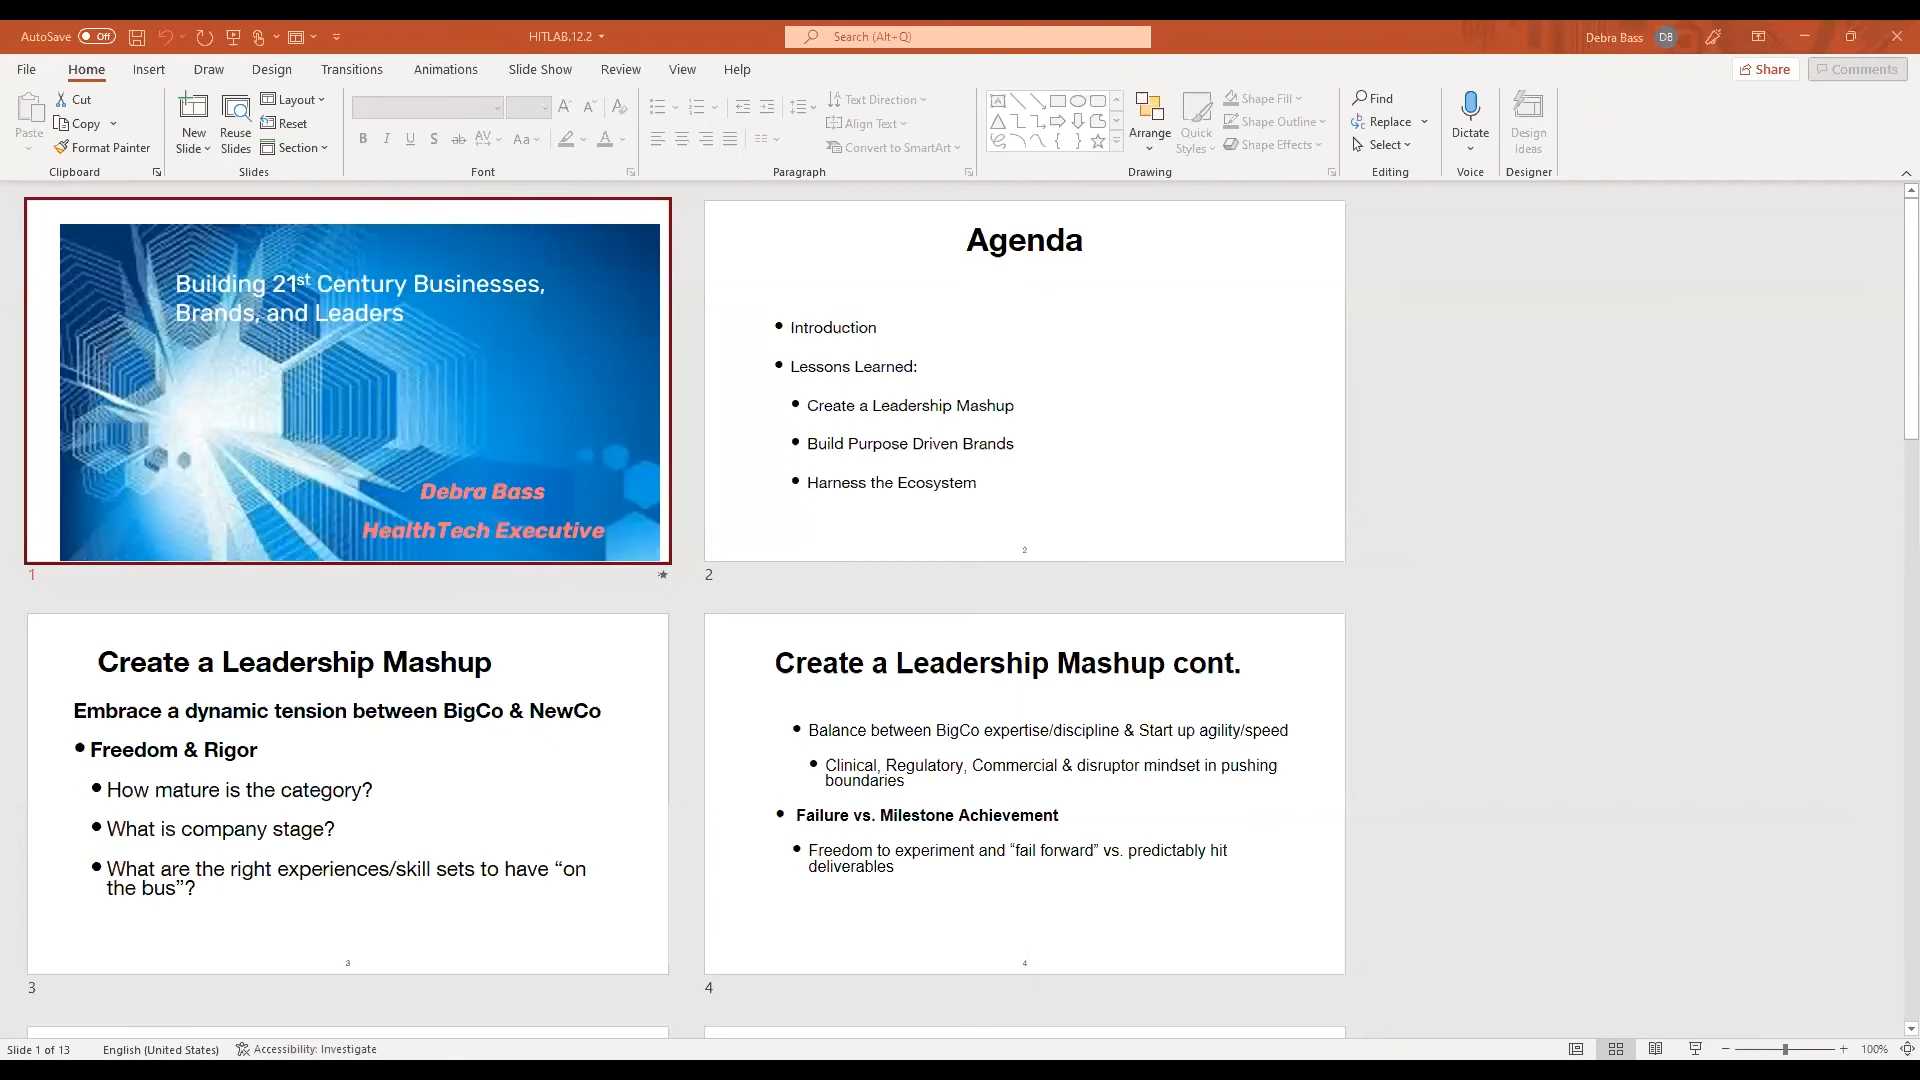 AutoSave Off
HITLAB.12.2
Search (Alt+Q)
Debra Bass DB
File Home Insert Draw Design Transitions Animations Slide Show Review View Help
Share Comments
Paste
Cut
Copy
Format Painter
Clipboard
New Slide
Reuse Slides
Layout
Reset
Section
Slides
B I U S ab AV Aa A
Font
Text Direction
Align Text
Convert to SmartArt
Paragraph
Arrange
Quick Styles
Shape Fill
Shape Outline
Shape Effects
Drawing
Find
Replace
Select
Editing
Dictate
Voice
Design Ideas
Designer
Building 21st Century Businesses,
Brands, and Leaders
Debra Bass
HealthTech Executive
1
Agenda
• Introduction
• Lessons Learned:
• Create a Leadership Mashup
• Build Purpose Driven Brands
• Harness the Ecosystem
2
2
Create a Leadership Mashup
Embrace a dynamic tension between BigCo & NewCo
• Freedom & Rigor
• How mature is the category?
• What is company stage?
• What are the right experiences/skill sets to have “on
the bus”?
3
3
Create a Leadership Mashup cont.
• Balance between BigCo expertise/discipline & Start up agility/speed
• Clinical, Regulatory, Commercial & disruptor mindset in pushing
boundaries
• Failure vs. Milestone Achievement
• Freedom to experiment and “fail forward” vs. predictably hit
deliverables
4
4
Slide 1 of 13 English (United States) Accessibility: Investigate
100%